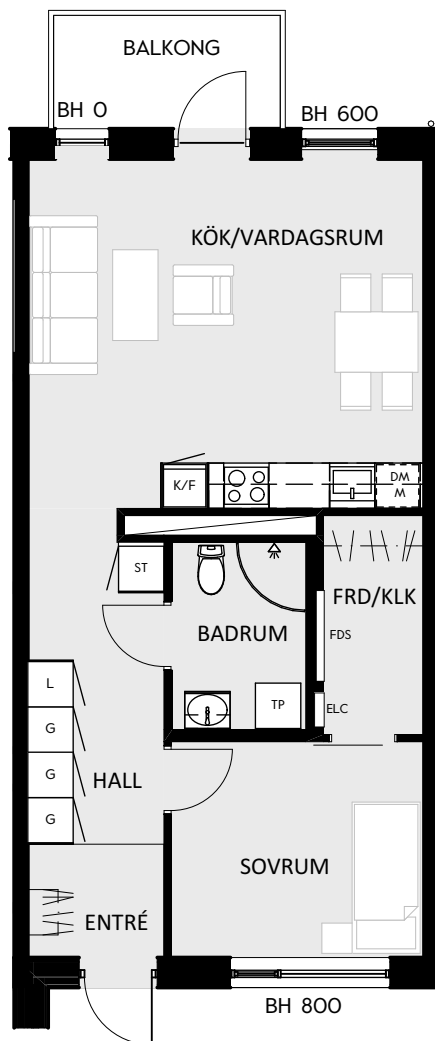 BALKONG
BH 0
BH 600
KÖK/VARDAGSRUM
K/F
DM
M
ST
FRD/KLK
BADRUM
FDS
L
TP
ELC
G
G
HALL
G
SOVRUM
ENTRÉ
BH 800